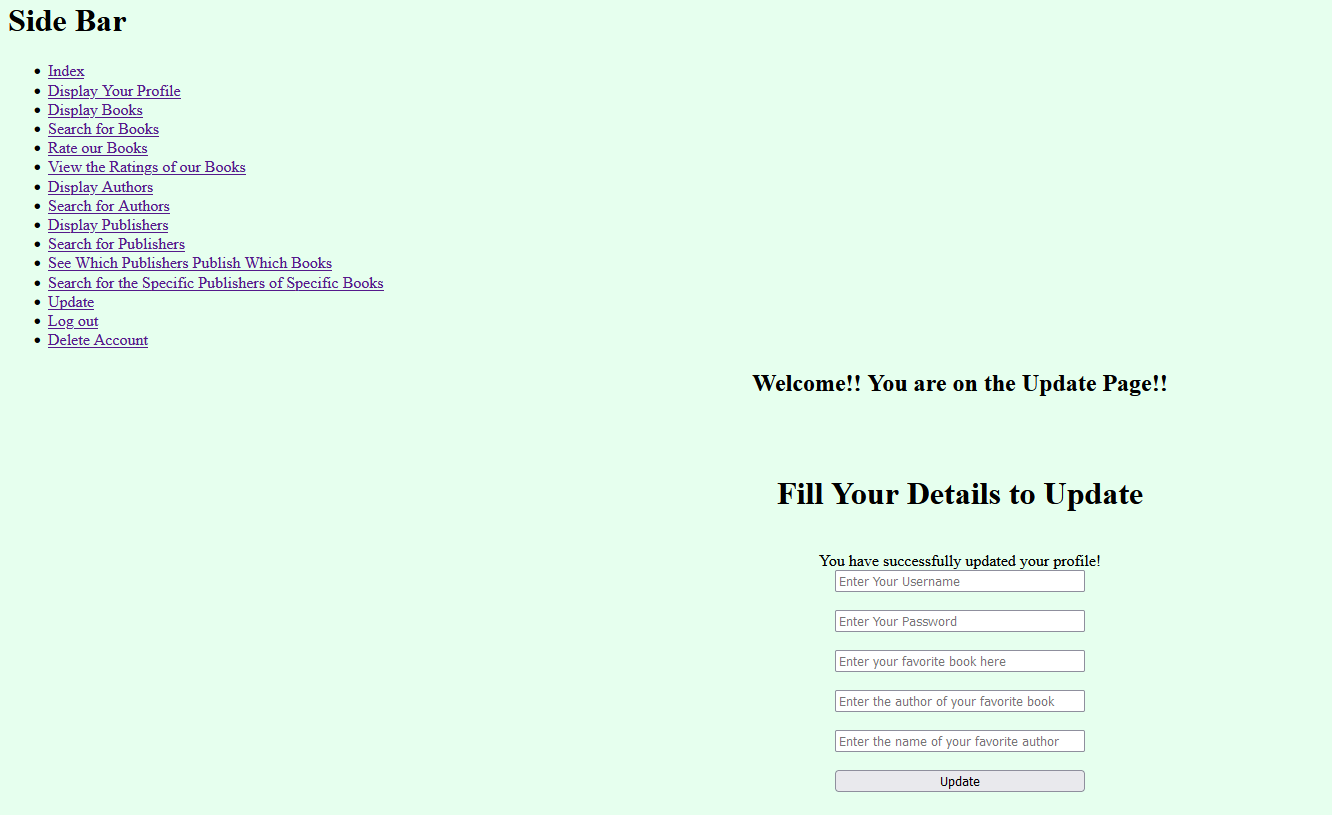 Side Bar
Index
Display Your Profile
Display Books
Search for Books
Rate our Books
View the Ratings of our Books
Display Authors
Search for Authors
Display Publishers
Search for Publishers
See Which Publishers Publish Which Books
Search for the Specific Publishers of Specific Books
Update
Log out
Delete Account
Welcome!! You are on the Update Page!!
Fill Your Details to Update
You have successfully updated your profile!
Enter Your Username
Enter Your Password
Enter your favorite book here
Enter the author of your favorite book
Enter the name of your favorite author
Update